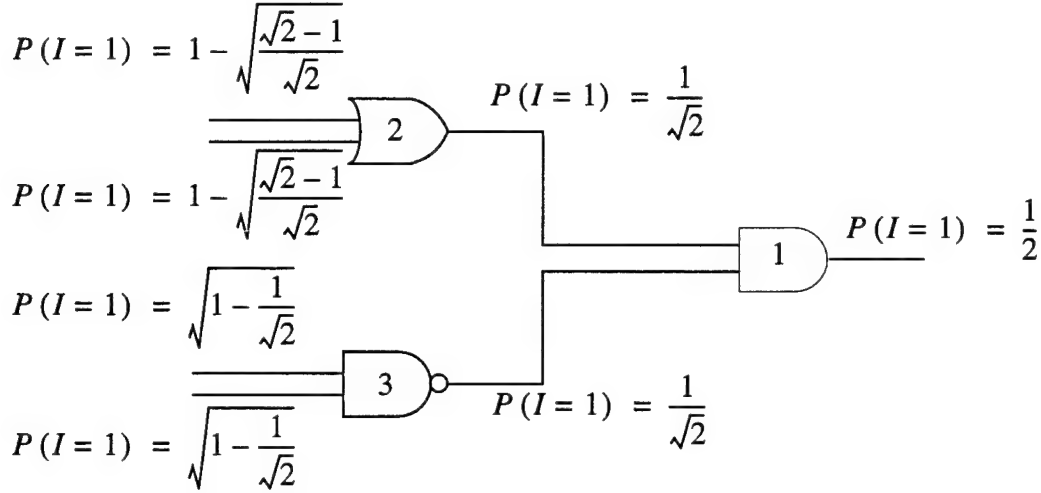 P(I = 1) = 1 − √((√2 − 1)/√2)
P(I = 1) = 1/√2
2
P(I = 1) = 1 − √((√2 − 1)/√2)
P(I = 1) = 1/2
1
P(I = 1) = √(1 − 1/√2)
3
P(I = 1) = 1/√2
P(I = 1) = √(1 − 1/√2)